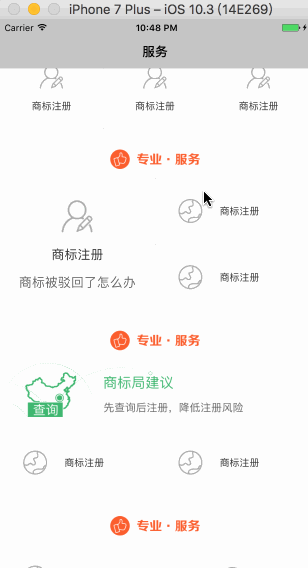 iPhone 7 Plus – iOS 10.3 (14E269)
Carrier 10:48 PM
服务
商标注册 商标注册 商标注册
专业・服务
商标注册
商标注册
商标被驳回了怎么办
商标注册
专业・服务
商标局建议
查询 先查询后注册，降低注册风险
商标注册 商标注册
专业・服务